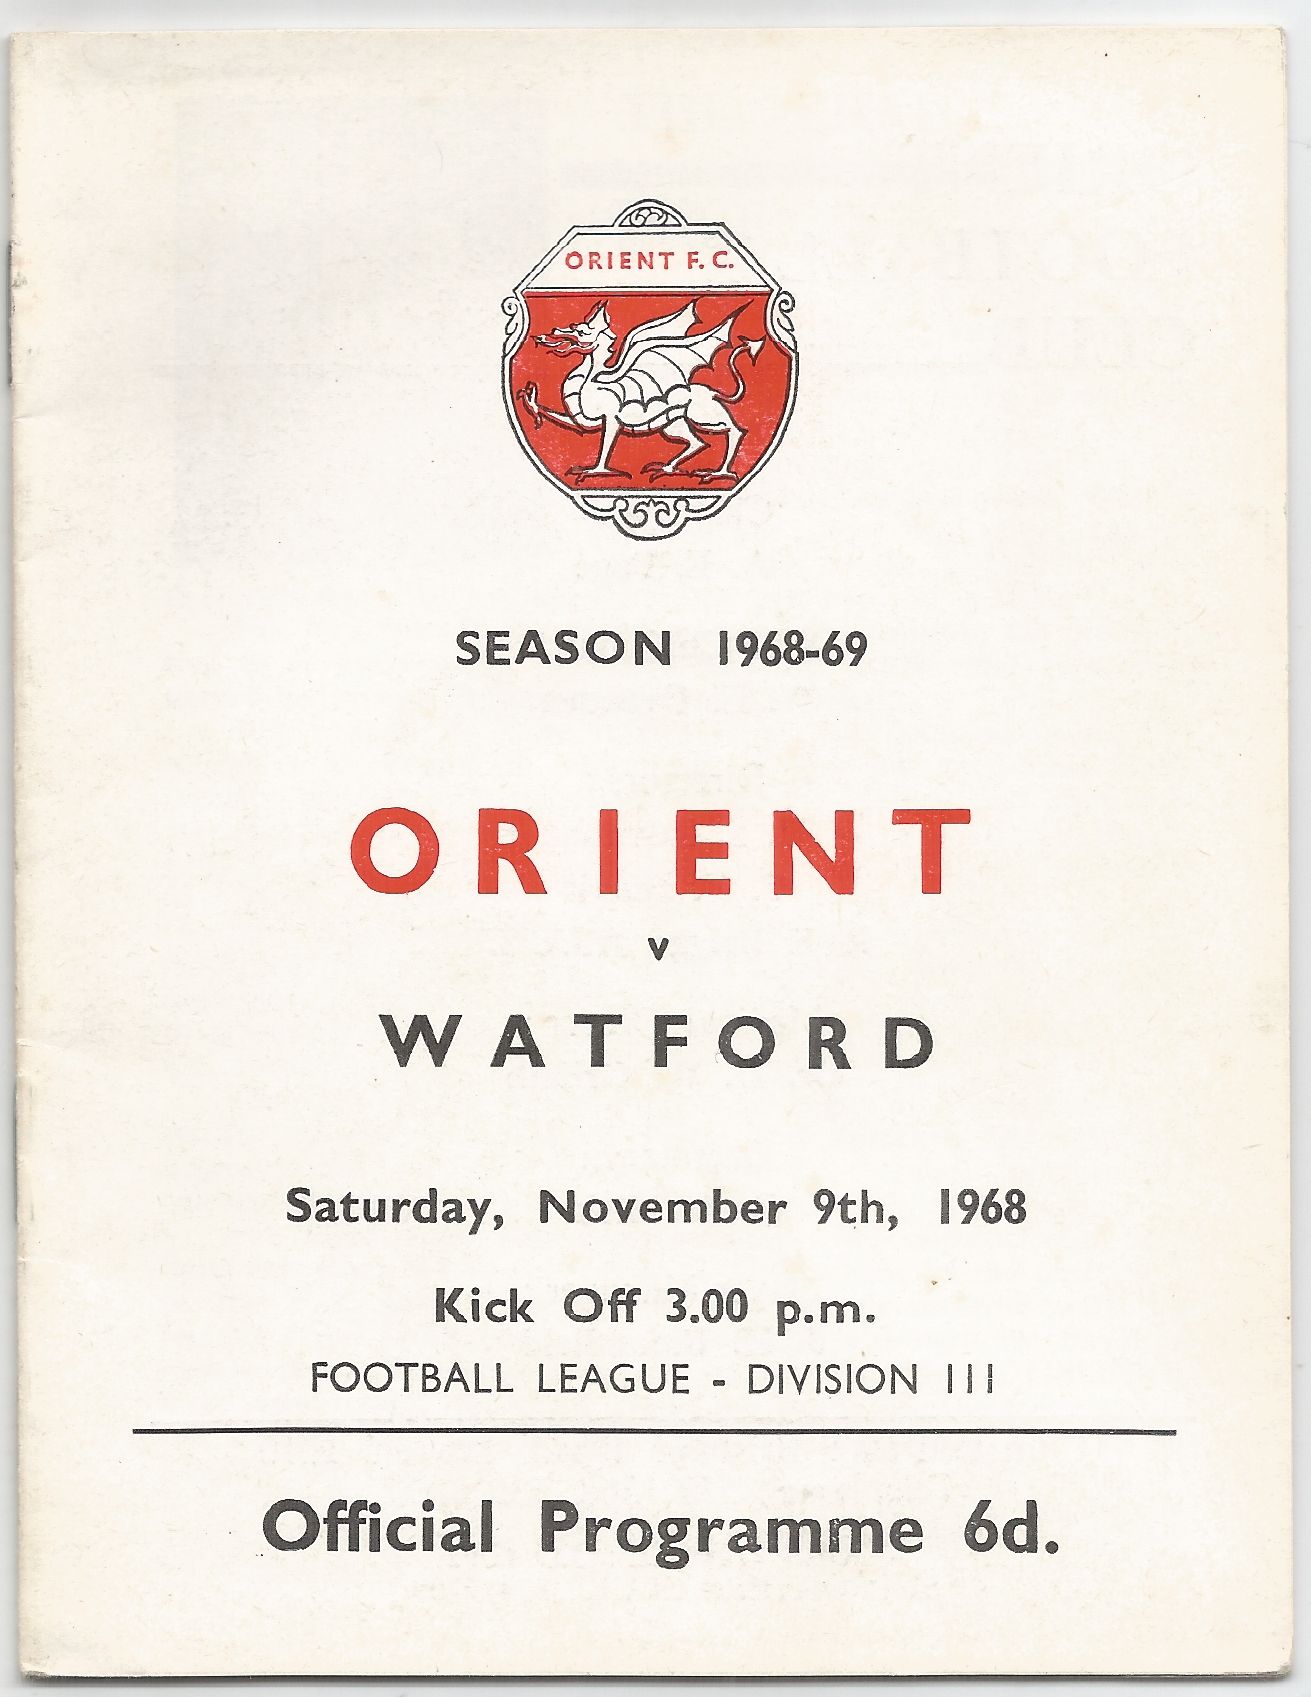 ORIENT F. C.
SEASON 1968-69
ORIENT
v
WATFORD
Saturday, November 9th, 1968
Kick Off 3.00 p.m.
FOOTBALL LEAGUE - DIVISION III
Official Programme 6d.